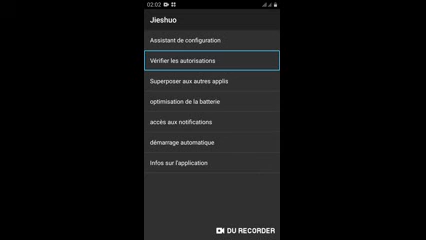 02:02
Jieshuo
Assistant de configuration
Vérifier les autorisations
Superposer aux autres applis
optimisation de la batterie
accès aux notifications
démarrage automatique
Infos sur l'application
DU RECORDER